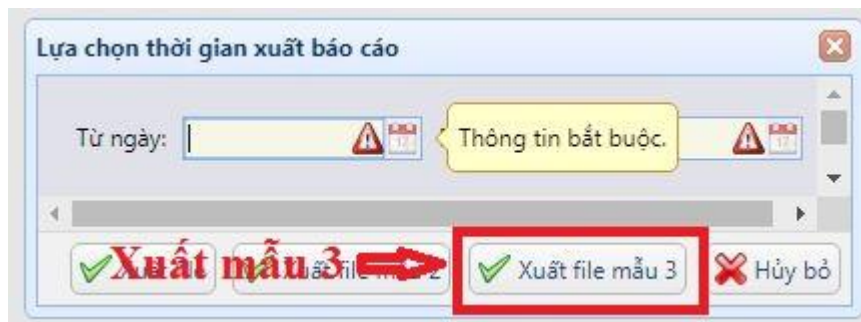 Lựa chọn thời gian xuất báo cáo
Từ ngày: Thông tin bắt buộc.
Xuất mẫu 3 Xuất file mẫu 3 Hủy bỏ